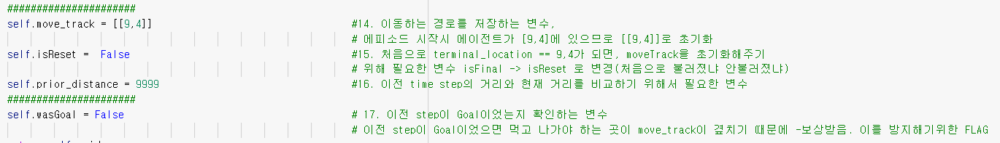 ######################
self.move_track = [[9,4]] #14. 이동하는 경로를 저장하는 변수,
# 에피소드 시작시 에이전트가 [9,4]에 있으므로 [[9,4]]로 초기화
self.isReset =  False #15. 처음으로 terminal_location == 9,4가 되면, moveTrack을 초기화해주기
# 위해 필요한 변수 isFinal -> isReset 로 변경(처음으로 불러졌냐 안불러졌냐)
self.prior_distance = 9999 #16. 이전 time step의 거리와 현재 거리를 비교하기 위해서 필요한 변수
######################
self.wasGoal = False # 17. 이전 step이 Goal이었는지 확인하는 변수
# 이전 step이 Goal이었으면 먹고 나가야 하는 곳이 move_track이 겹치기 때문에 -보상받음. 이를 방지해기위한 FLAG